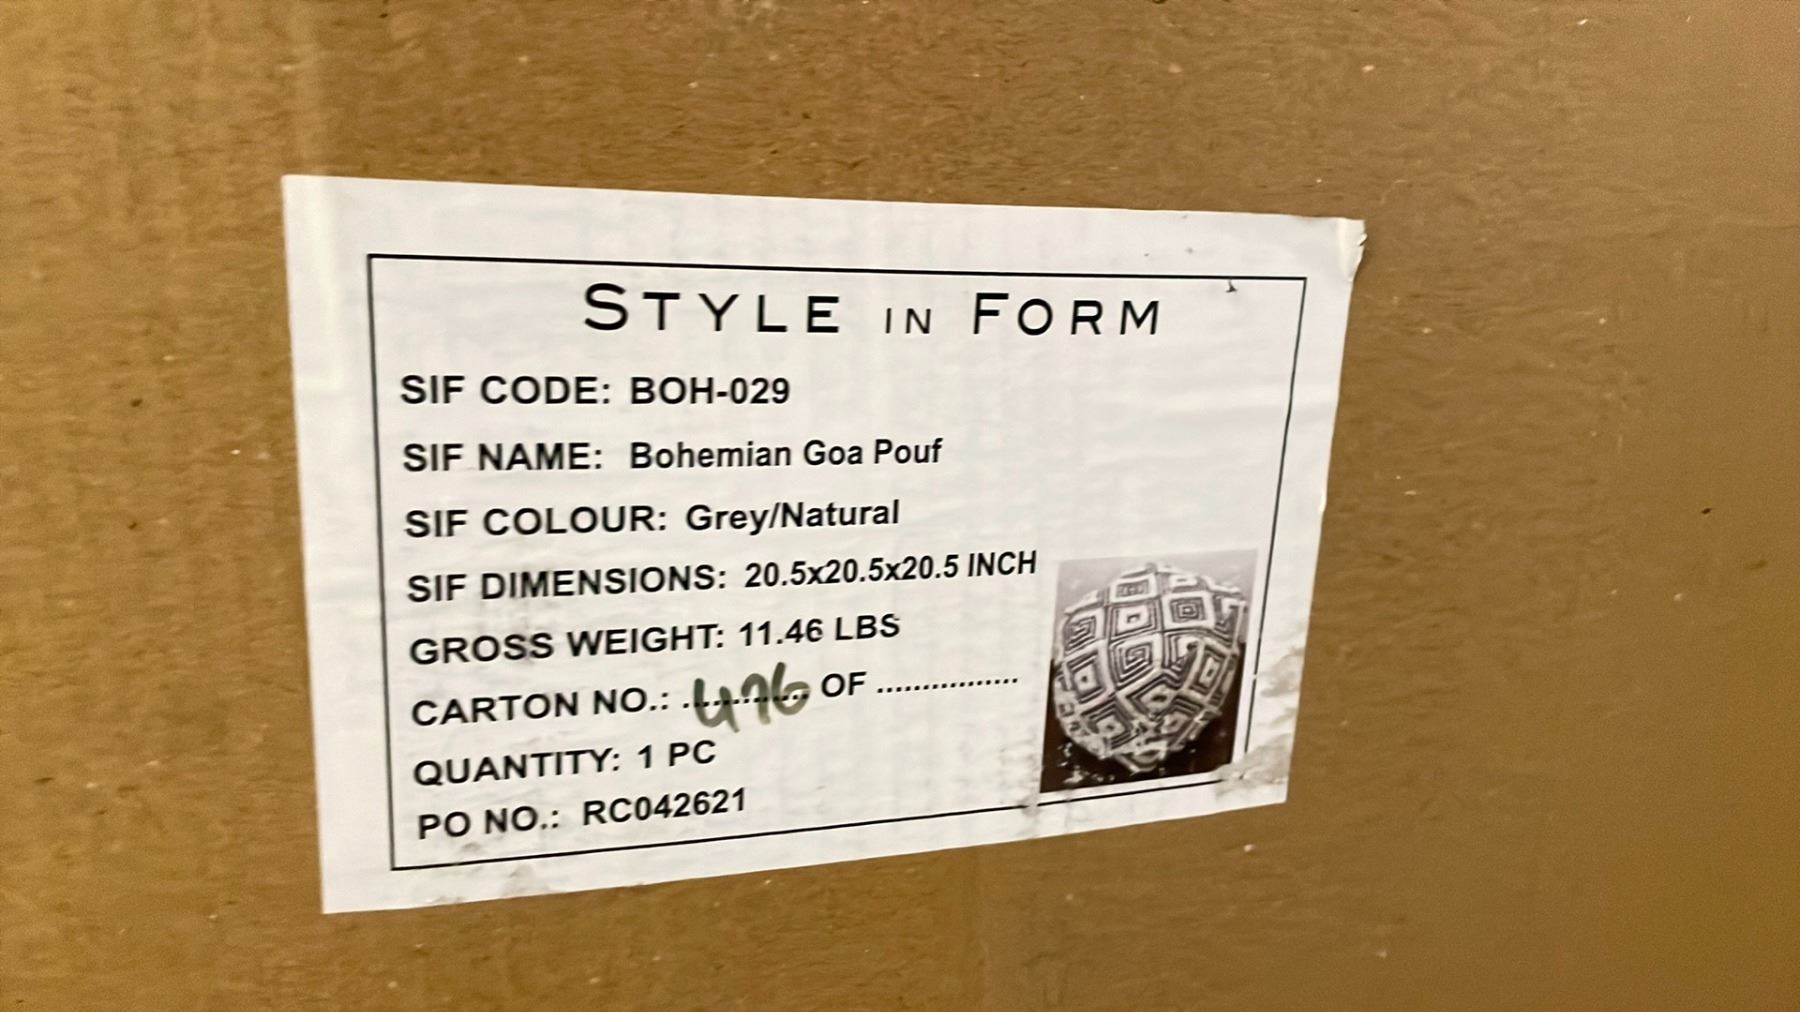 STYLE IN FORM
SIF CODE: BOH-029
SIF NAME: Bohemian Goa Pouf
SIF COLOUR: Grey/Natural
SIF DIMENSIONS: 20.5x20.5x20.5 INCH
GROSS WEIGHT: 11.46 LBS
CARTON NO.: .476 OF ................
QUANTITY: 1 PC
PO NO.: RC042621